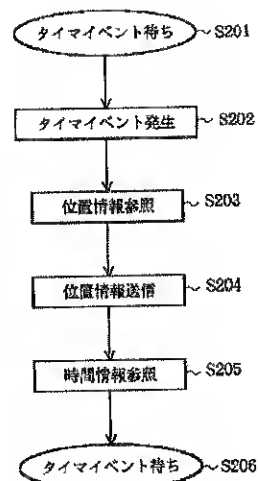 タイマイベント待ち ～S201
タイマイベント発生 ～S202
位置情報参照 ～S203
位置情報送信 ～S204
時間情報参照 ～S205
タイマイベント待ち ～S206